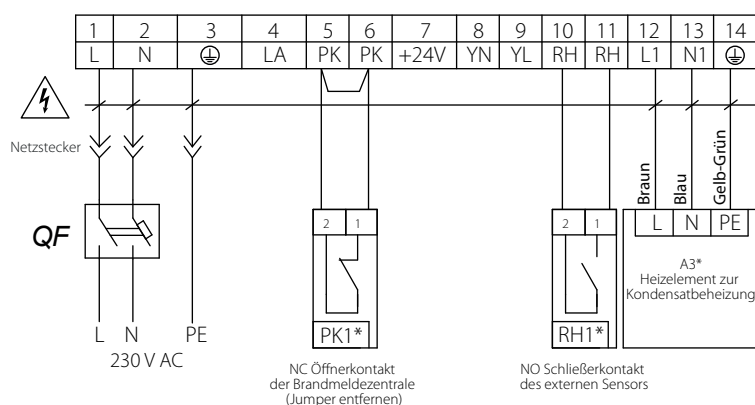 1 2 3 4 5 6 7 8 9 10 11 12 13 14
L N LA PK PK +24V YN YL RH RH L1 N1
Netzstecker
Braun
Blau
Gelb-Grün
QF
2 1
2 1
L N PE
A3*
Heizelement zur
Kondensatbeheizung
PK1*
RH1*
L N PE
230 V AC
NC Öffnerkontakt
der Brandmeldezentrale
(Jumper entfernen)
NO Schließerkontakt
des externen Sensors